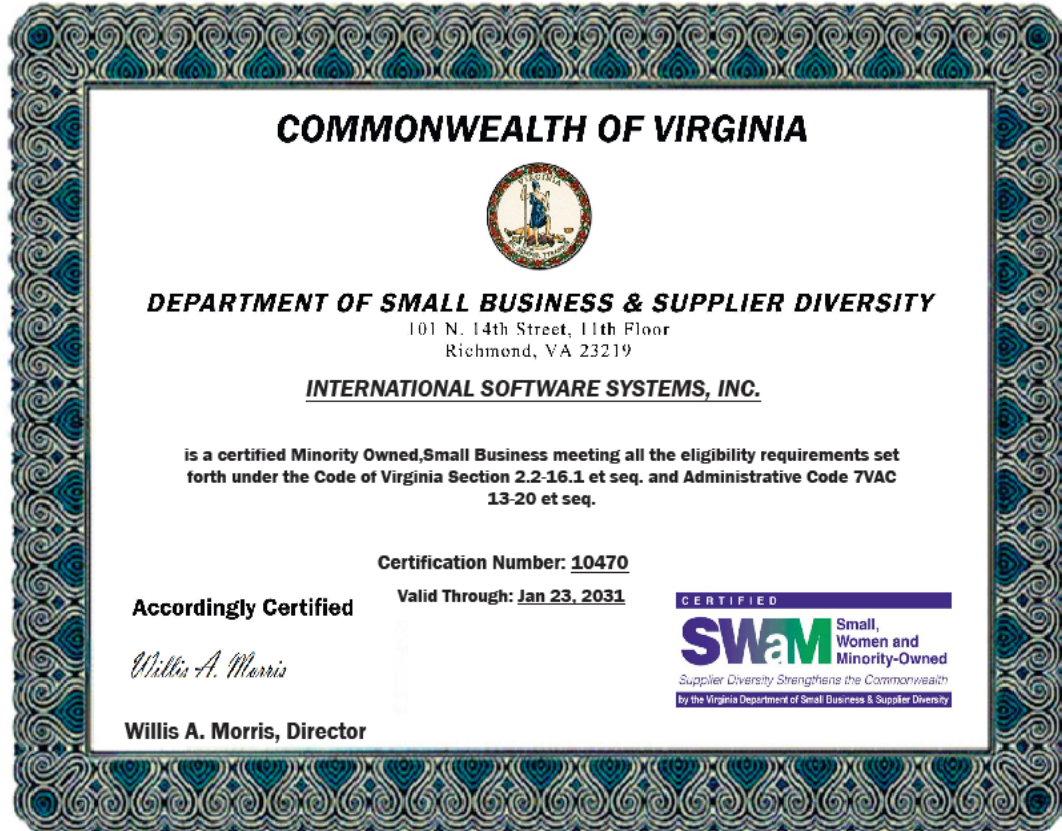 COMMONWEALTH OF VIRGINIA
VIRGINIA
DEPARTMENT OF SMALL BUSINESS & SUPPLIER DIVERSITY
101 N. 14th Street, 11th Floor
Richmond, VA 23219
INTERNATIONAL SOFTWARE SYSTEMS, INC.
is a certified Minority Owned,Small Business meeting all the eligibility requirements set
forth under the Code of Virginia Section 2.2-16.1 et seq. and Administrative Code 7VAC
13-20 et seq.
Certification Number: 10470
Valid Through: Jan 23, 2031
Accordingly Certified
Willis A. Morris
Willis A. Morris, Director
CERTIFIED
SWaM
Small,
Women and
Minority-Owned
Supplier Diversity Strengthens the Commonwealth
by the Virginia Department of Small Business & Supplier Diversity